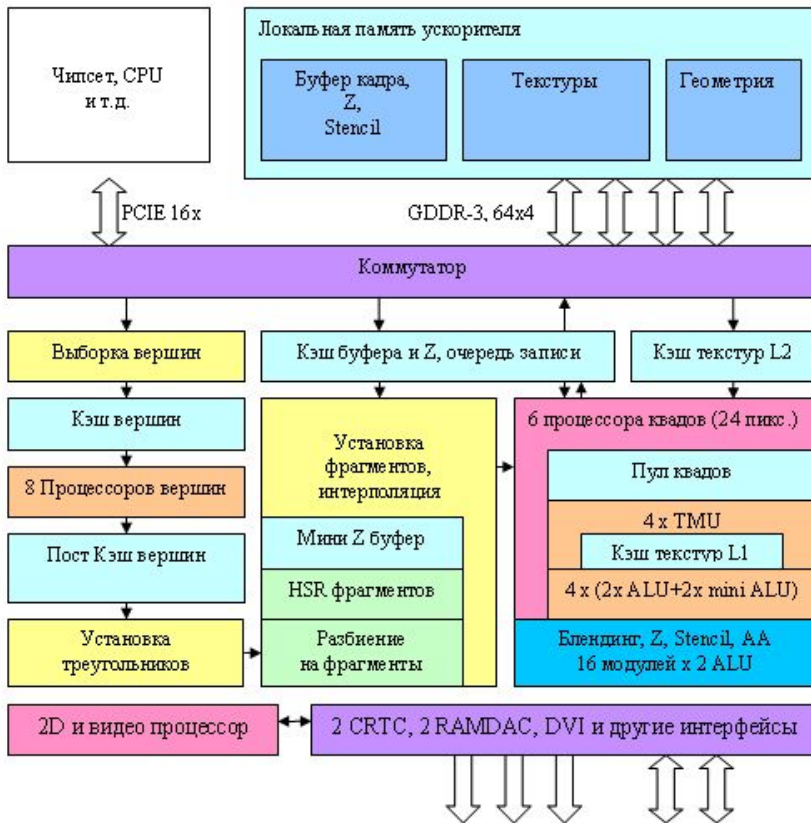 Чипсет, CPU
и т.д.
Локальная память ускорителя
Буфер кадра,
Z,
Stencil
Текстуры
Геометрия
PCIE 16x
GDDR-3, 64x4
Коммутатор
Выборка вершин
Кэш буфера и Z, очередь записи
Кэш текстур L2
Кэш вершин
8 Процессоров вершин
Пост Кэш вершин
Установка
треугольников
Установка
фрагментов,
интерполяция
Мини Z буфер
HSR фрагментов
Разбиение
на фрагменты
6 процессора квадов (24 пикс.)
Пул квадов
4 x TMU
Кэш текстур L1
4 x (2x ALU+2x mini ALU)
Блендинг, Z, Stencil, AA
16 модулей x 2 ALU
2D и видео процессор
2 CRTC, 2 RAMDAC, DVI и другие интерфейсы